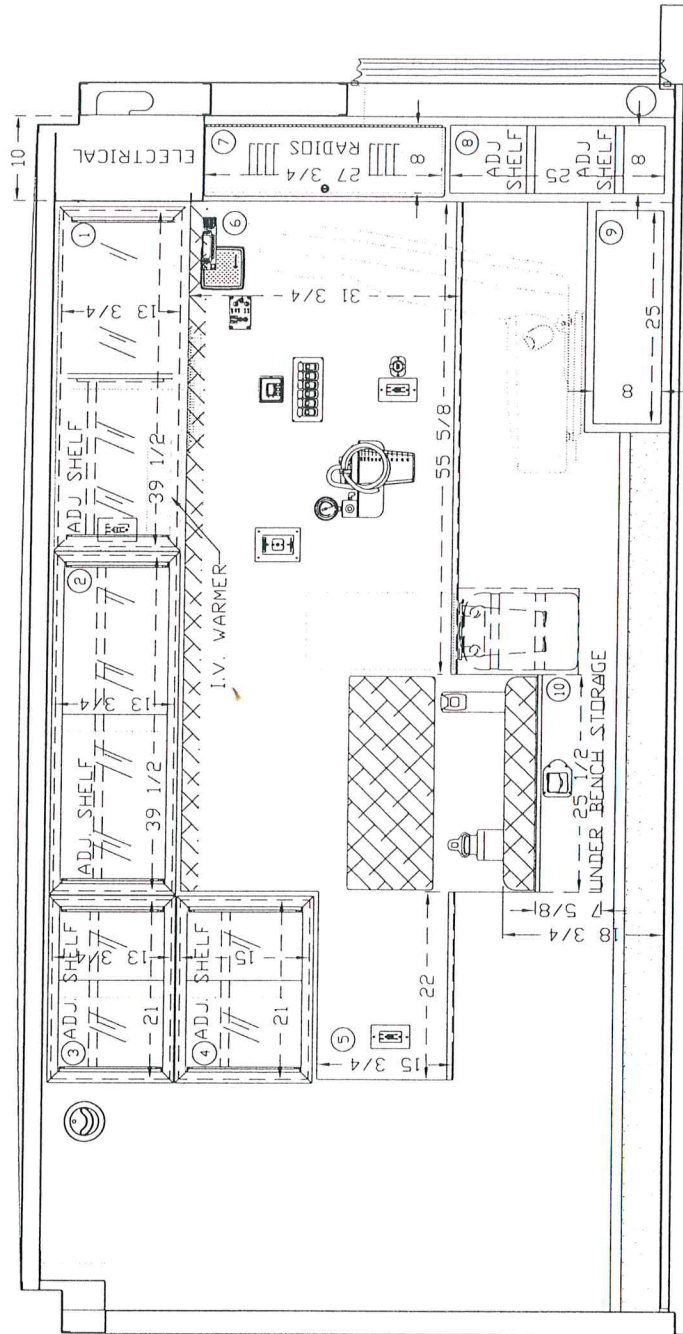 10
ELECTRICAL
7
RADIOS
27 3/4
8
8
ADJ
SHELF
25
ADJ
SHELF
8
9
25
8
1
13 3/4
ADJ SHELF
39 1/2
2
13 3/4
ADJ SHELF
39 1/2
I.V. WARMER
6
31 3/4
55 5/8
3
ADJ. SHELF
13 3/4
21
4
ADJ. SHELF
15
21
5
15 3/4
22
10
25 1/2
UNDER BENCH STORAGE
7 5/8
18 3/4